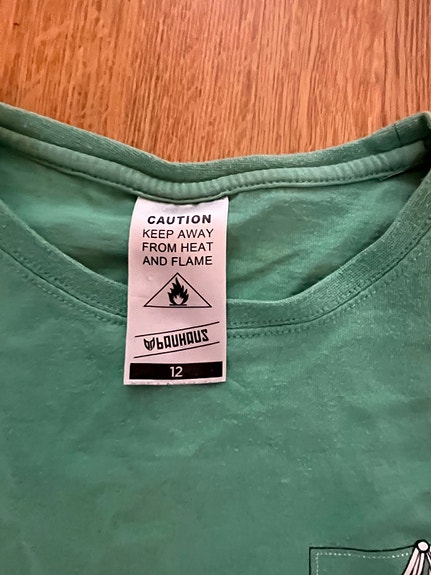 CAUTION
KEEP AWAY
FROM HEAT
AND FLAME
bAUHAUS
12